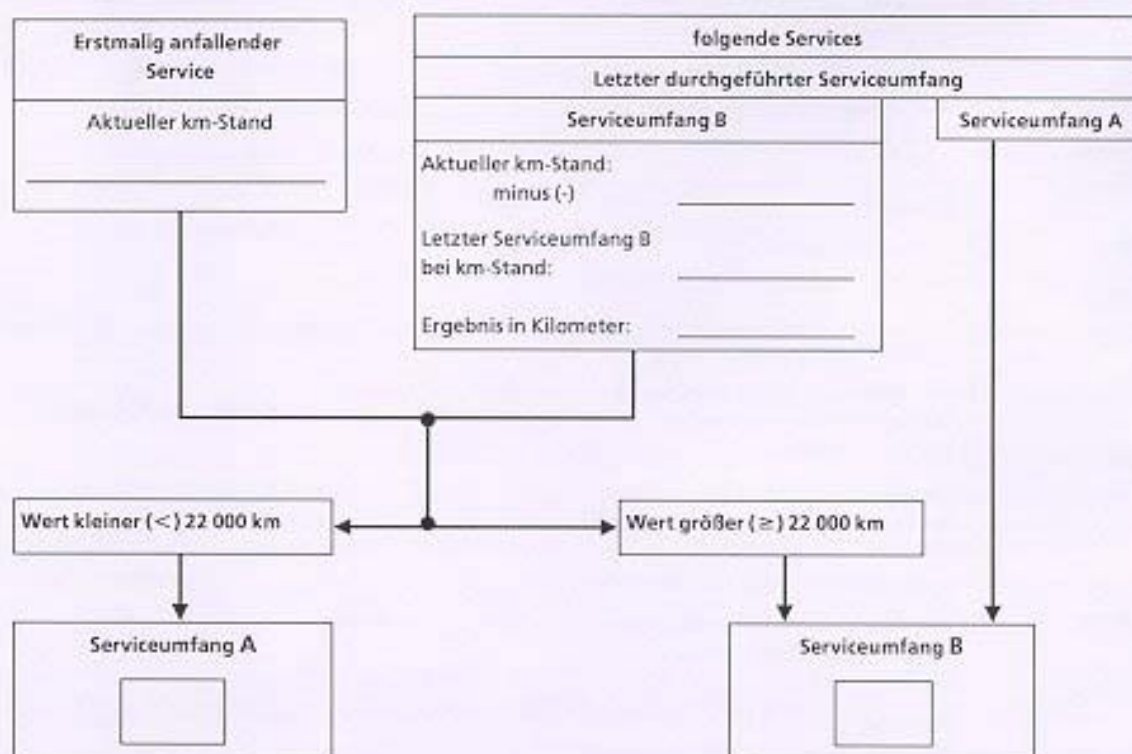 Erstmalig anfallender
Service
Aktueller km-Stand
folgende Services
Letzter durchgeführter Serviceumfang
Serviceumfang B
Serviceumfang A
Aktueller km-Stand:
minus (-)
Letzter Serviceumfang B
bei km-Stand:
Ergebnis in Kilometer:
Wert kleiner (<) 22 000 km
Wert größer (≥) 22 000 km
Serviceumfang A
Serviceumfang B